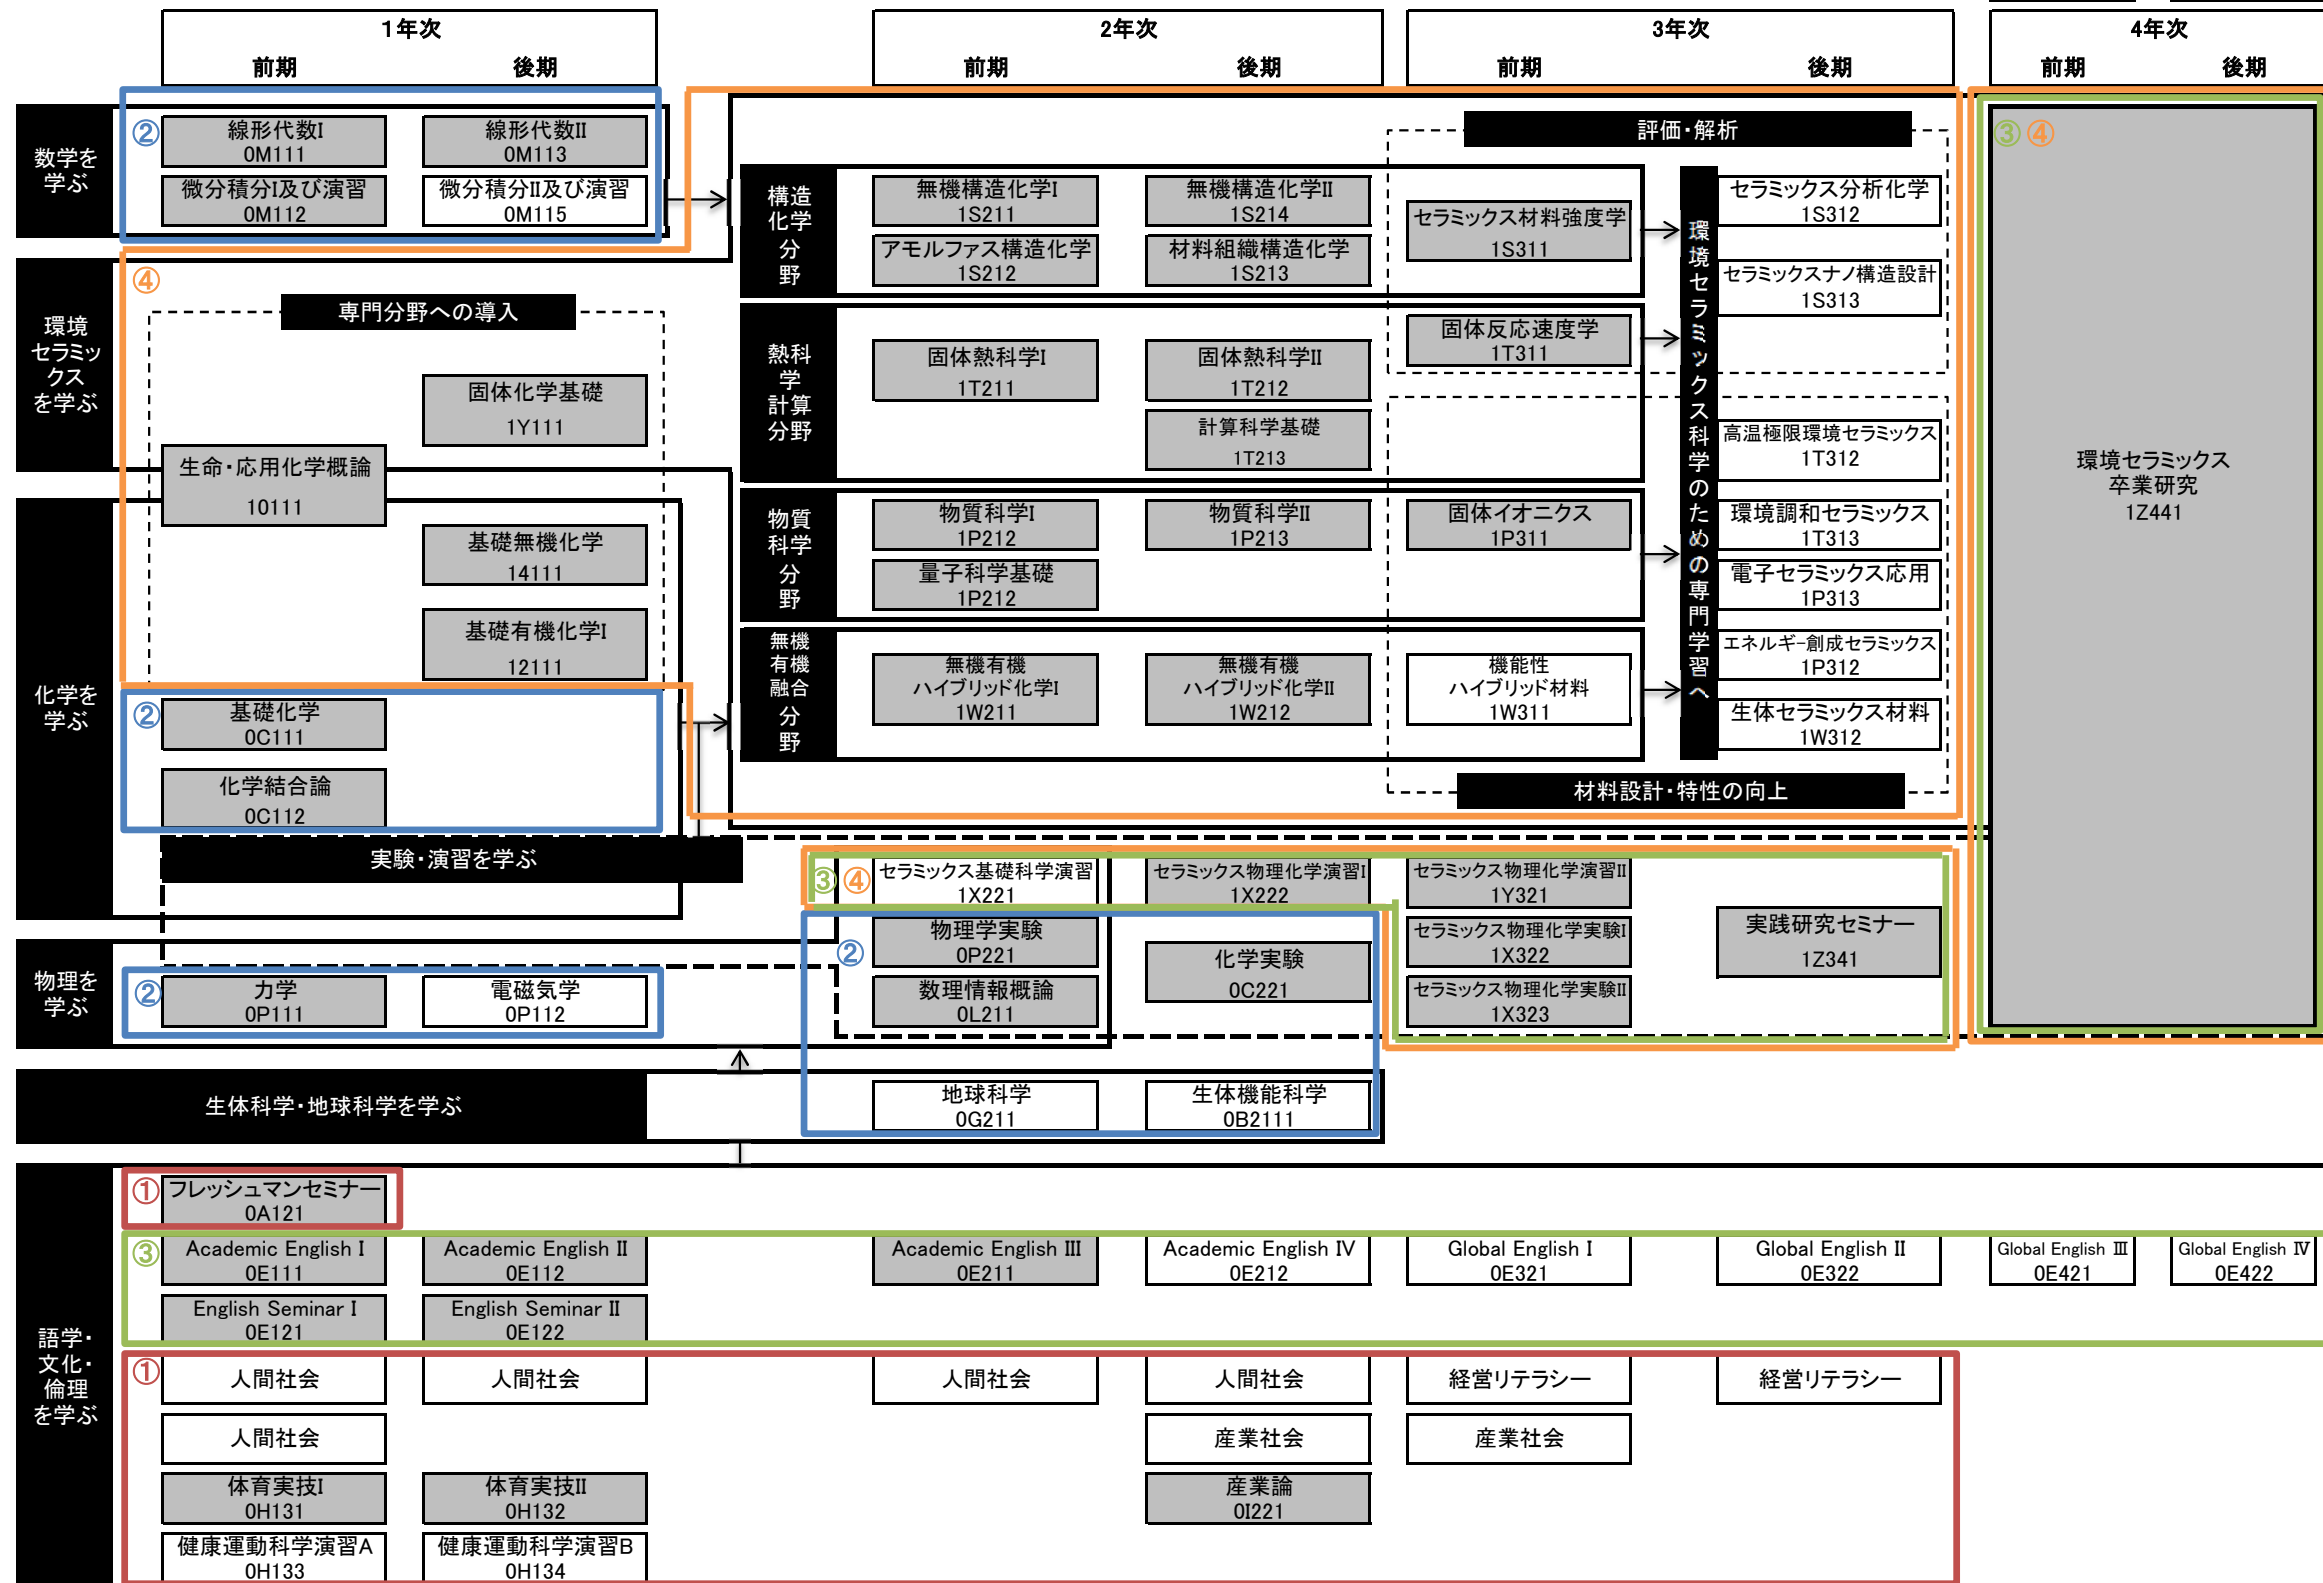 1年次
前期
後期
2年次
前期
後期
3年次
前期
後期
4年次
前期
後期
数学を
学ぶ
②
線形代数I
0M111
線形代数II
0M113
微分積分I及び演習
0M112
微分積分II及び演習
0M115
環境
セラミッ
クス
を学ぶ
④
専門分野への導入
固体化学基礎
1Y111
生命・応用化学概論
10111
化学を
学ぶ
基礎無機化学
14111
基礎有機化学I
12111
②
基礎化学
0C111
化学結合論
0C112
評価・解析
構造
化学
分
野
無機構造化学I
1S211
無機構造化学II
1S214
アモルファス構造化学
1S212
材料組織構造化学
1S213
セラミックス材料強度学
1S311
熱科
学
計算
分野
固体熱科学I
1T211
固体熱科学II
1T212
計算科学基礎
1T213
固体反応速度学
1T311
物質
科学
分
野
物質科学I
1P212
物質科学II
1P213
固体イオニクス
1P311
量子科学基礎
1P212
無機
有機
融合
分
野
無機有機
ハイブリッド化学I
1W211
無機有機
ハイブリッド化学II
1W212
機能性
ハイブリッド材料
1W311
環境セラミックス科学のための専門学習へ
セラミックス分析化学
1S312
セラミックスナノ構造設計
1S313
高温極限環境セラミックス
1T312
環境調和セラミックス
1T313
電子セラミックス応用
1P313
エネルギー創成セラミックス
1P312
生体セラミックス材料
1W312
材料設計・特性の向上
③ ④
環境セラミックス
卒業研究
1Z441
実験・演習を学ぶ
③ ④
セラミックス基礎科学演習
1X221
セラミックス物理化学演習I
1X222
セラミックス物理化学演習II
1Y321
②
物理学実験
0P221
化学実験
0C221
セラミックス物理化学実験I
1X322
実践研究セミナー
1Z341
数理情報概論
0L211
セラミックス物理化学実験II
1X323
物理を
学ぶ
②
力学
0P111
電磁気学
0P112
生体科学・地球科学を学ぶ
地球科学
0G211
生体機能科学
0B2111
語学・
文化・
倫理
を学ぶ
①
フレッシュマンセミナー
0A121
③
Academic English I
0E111
Academic English II
0E112
Academic English III
0E211
Academic English IV
0E212
Global English I
0E321
Global English II
0E322
Global English Ⅲ
0E421
Global English Ⅳ
0E422
English Seminar I
0E121
English Seminar II
0E122
①
人間社会
人間社会
人間社会
人間社会
経営リテラシー
経営リテラシー
人間社会
産業社会
産業社会
体育実技I
0H131
体育実技II
0H132
産業論
0I221
健康運動科学演習A
0H133
健康運動科学演習B
0H134